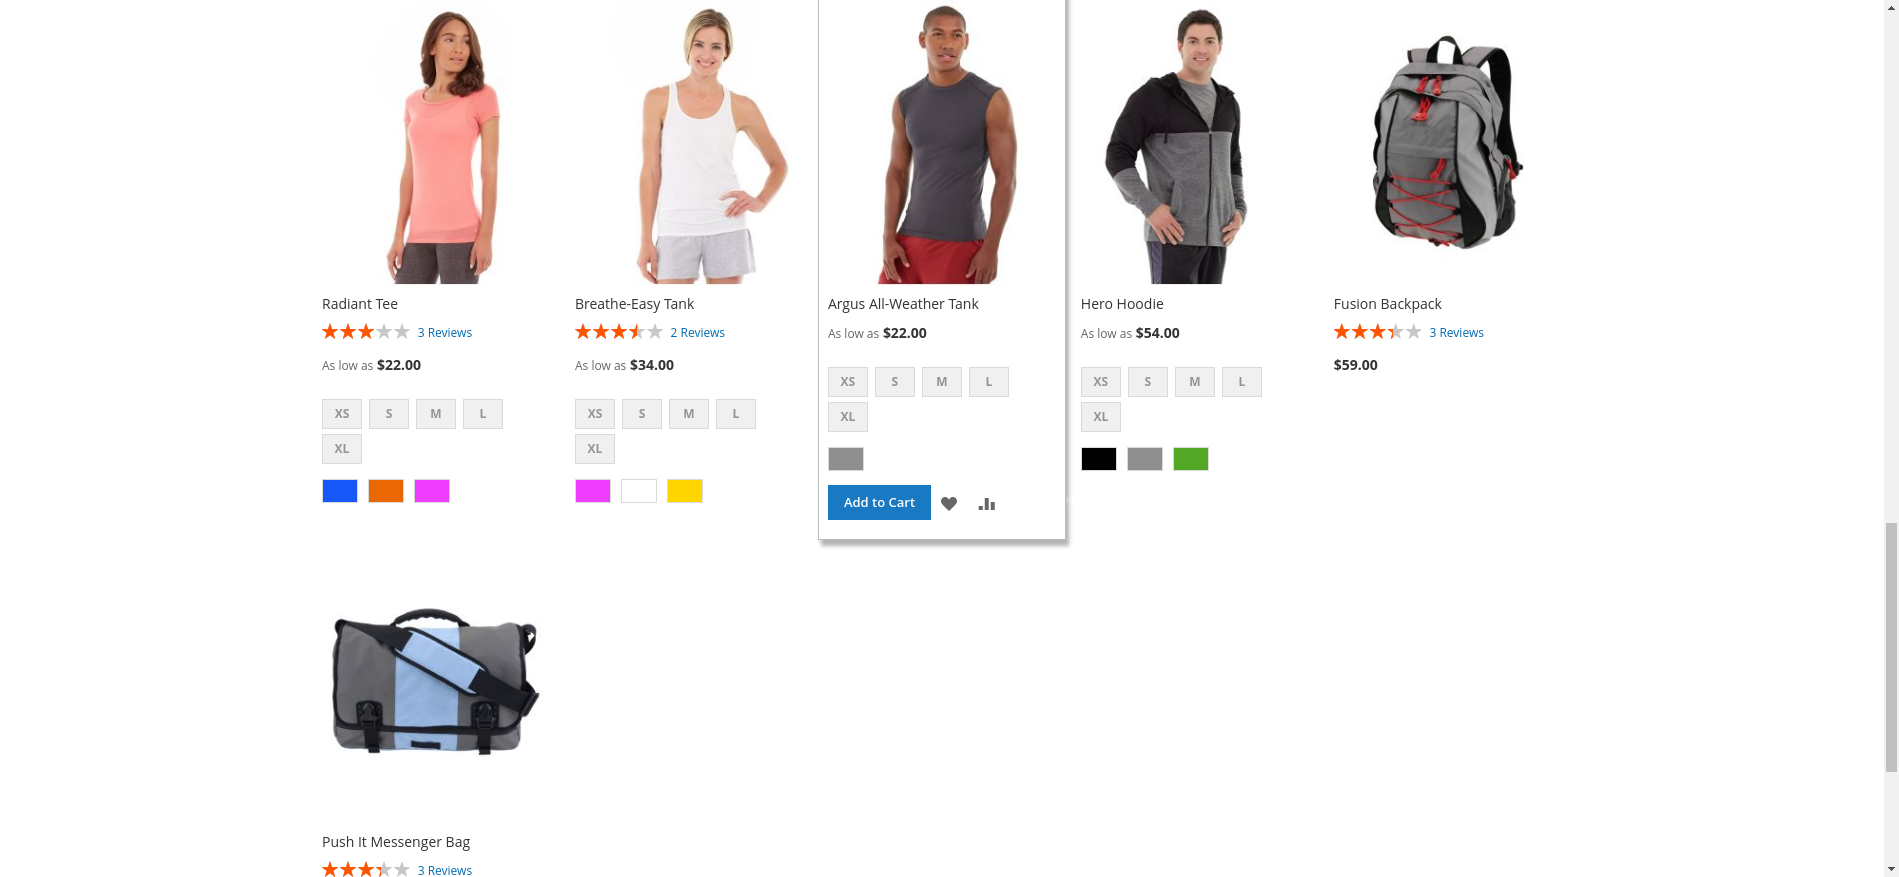 Radiant Tee
3 Reviews
As low as $22.00
XS S M L
XL
Breathe-Easy Tank
2 Reviews
As low as $34.00
XS S M L
XL
Argus All-Weather Tank
As low as $22.00
XS S M L
XL
Add to Cart
Hero Hoodie
As low as $54.00
XS S M L
XL
Fusion Backpack
3 Reviews
$59.00
Push It Messenger Bag
3 Reviews